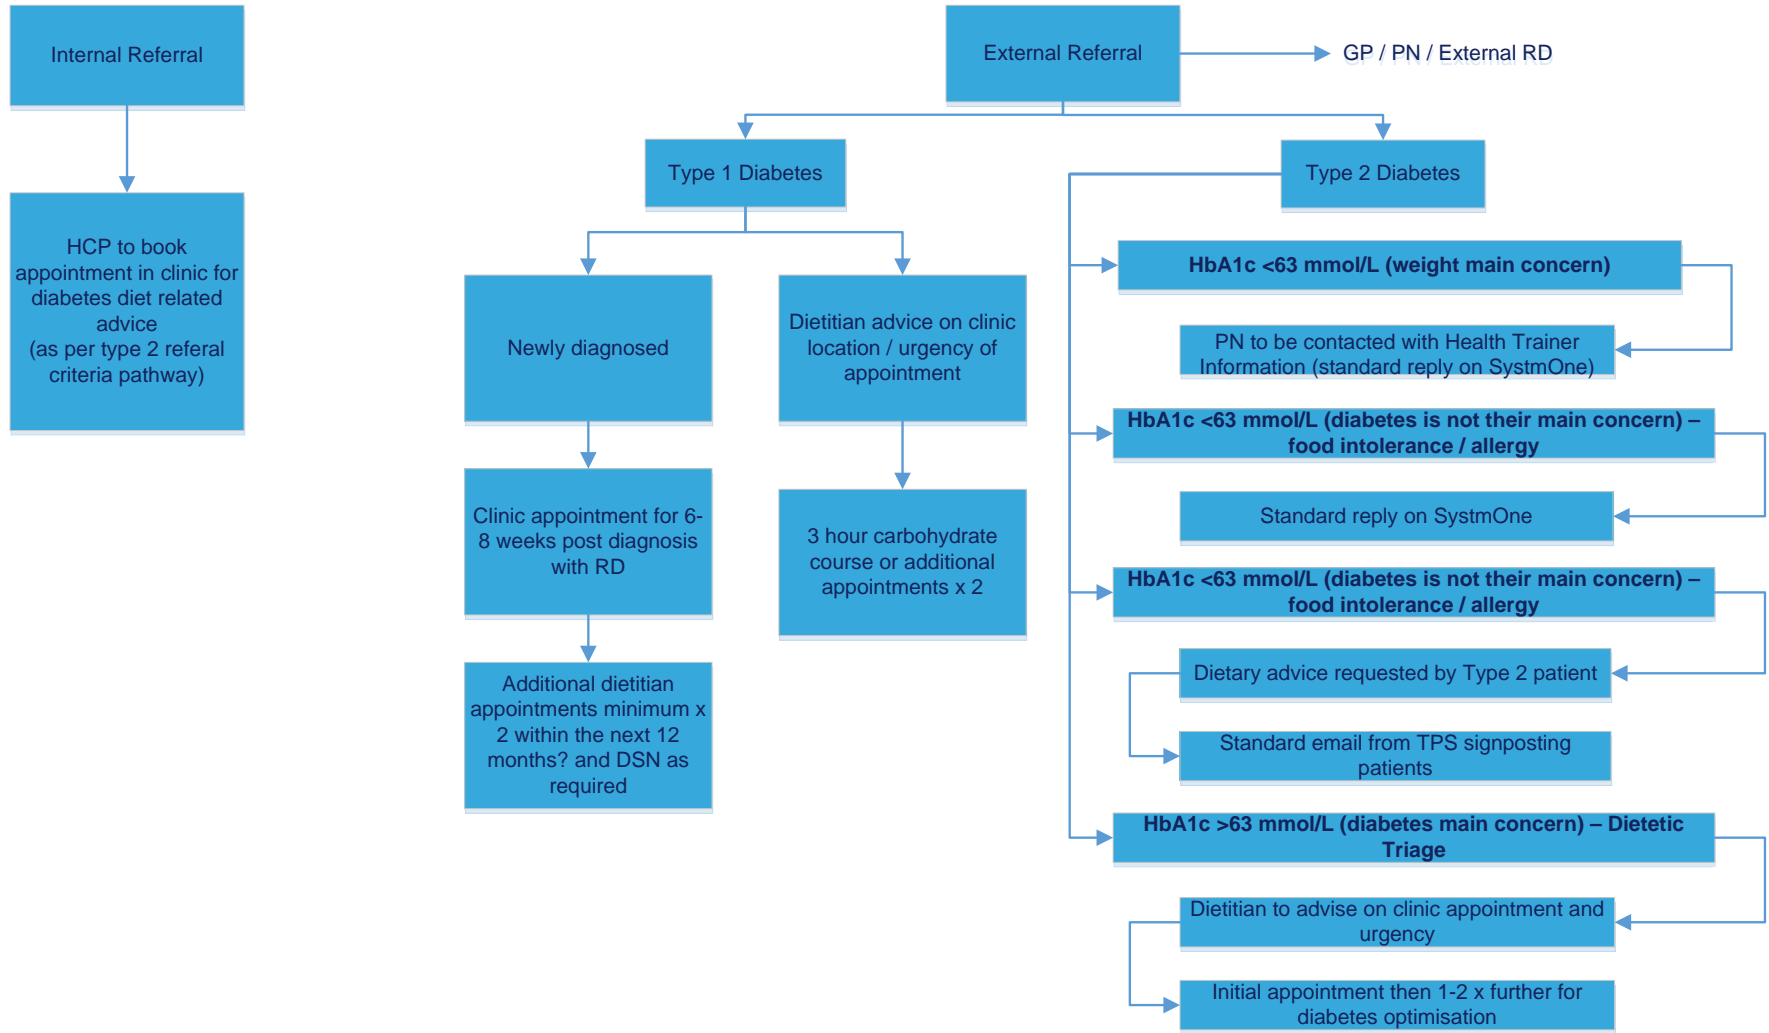 Internal Referral
HCP to book
appointment in clinic for
diabetes diet related
advice
(as per type 2 referal
criteria pathway)
External Referral
GP / PN / External RD
Type 1 Diabetes
Newly diagnosed
Clinic appointment for 6-
8 weeks post diagnosis
with RD
Additional dietitian
appointments minimum x
2 within the next 12
months? and DSN as
required
Dietitian advice on clinic
location / urgency of
appointment
3 hour carbohydrate
course or additional
appointments x 2
Type 2 Diabetes
HbA1c <63 mmol/L (weight main concern)
PN to be contacted with Health Trainer
Information (standard reply on SystmOne)
HbA1c <63 mmol/L (diabetes is not their main concern) –
food intolerance / allergy
Standard reply on SystmOne
HbA1c <63 mmol/L (diabetes is not their main concern) –
food intolerance / allergy
Dietary advice requested by Type 2 patient
Standard email from TPS signposting
patients
HbA1c >63 mmol/L (diabetes main concern) – Dietetic
Triage
Dietitian to advise on clinic appointment and
urgency
Initial appointment then 1-2 x further for
diabetes optimisation